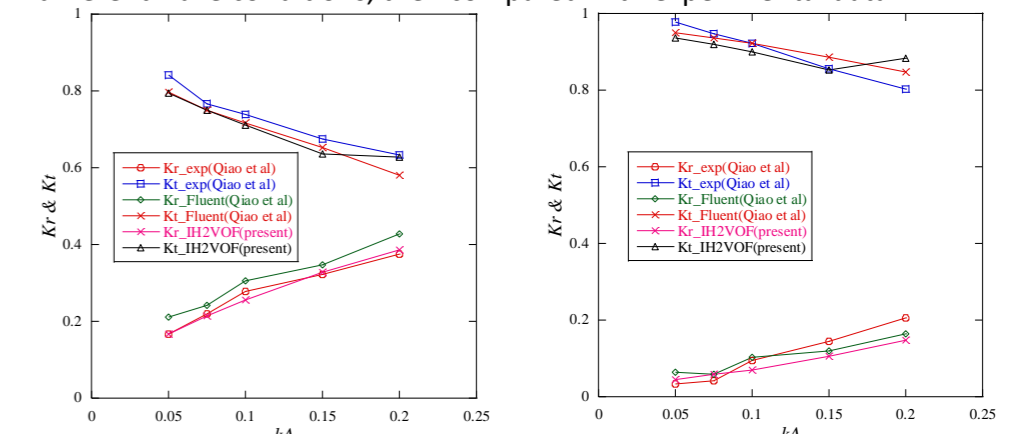 1
0.8
0.6
0.4
0.2
0
Kr & Kt
Kr_exp(Qiao et al)
Kt_exp(Qiao et al)
Kr_Fluent(Qiao et al)
Kt_Fluent(Qiao et al)
Kr_IH2VOF(present)
Kt_IH2VOF(present)
0 0.05 0.1 0.15 0.2 0.25
kA
1
0.8
0.6
0.4
0.2
0
Kr & Kt
Kr_exp(Qiao et al)
Kt_exp(Qiao et al)
Kr_Fluent(Qiao et al)
Kt_Fluent(Qiao et al)
Kr_IH2VOF(present)
Kt_IH2VOF(present)
0 0.05 0.1 0.15 0.2 0.25
kA